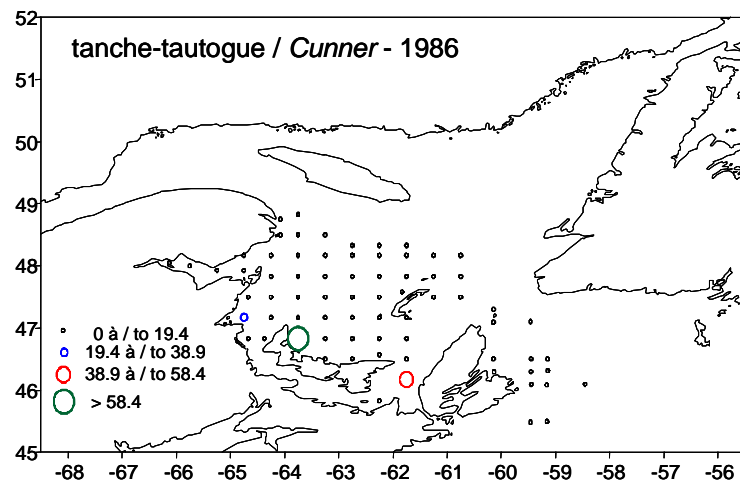 tanche-tautogue / Cunner - 1986
52
51
50
49
48
47
46
45
0 à / to 19.4
19.4 à / to 38.9
38.9 à / to 58.4
> 58.4
-68 -67 -66 -65 -64 -63 -62 -61 -60 -59 -58 -57 -56